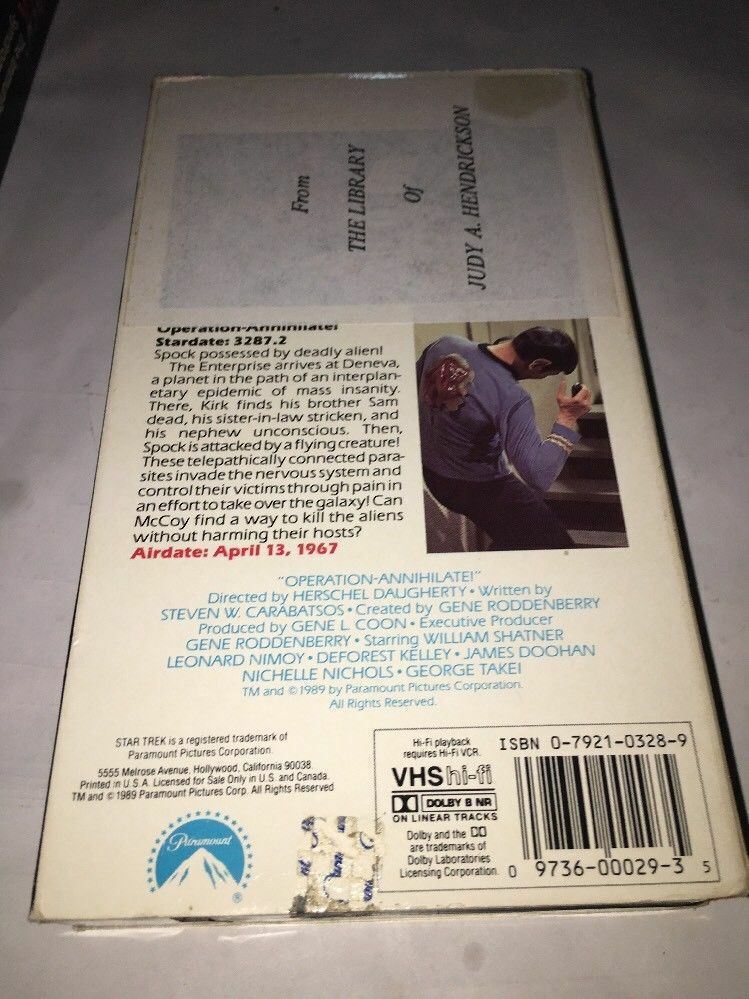 From
THE LIBRARY
Of
JUDY A. HENDRICKSON
Operation-Annihilate!
Stardate: 3287.2
Spock possessed by deadly alien!
The Enterprise arrives at Deneva,
a planet in the path of an interplan-
etary epidemic of mass insanity.
There, Kirk finds his brother Sam
dead, his sister-in-law stricken, and
his nephew unconscious. Then,
Spock is attacked by a flying creature!
These telepathically connected para-
sites invade the nervous system and
control their victims through pain in
an effort to take over the galaxy! Can
McCoy find a way to kill the aliens
without harming their hosts?
Airdate: April 13, 1967
"OPERATION-ANNIHILATE!"
Directed by HERSCHEL DAUGHERTY • Written by
STEVEN W. CARABATSOS • Created by GENE RODDENBERRY
Produced by GENE L. COON • Executive Producer
GENE RODDENBERRY • Starring WILLIAM SHATNER
LEONARD NIMOY • DEFOREST KELLEY • JAMES DOOHAN
NICHELLE NICHOLS • GEORGE TAKEI
TM and © 1989 by Paramount Pictures Corporation.
All Rights Reserved.
STAR TREK is a registered trademark of
Paramount Pictures Corporation.
5555 Melrose Avenue, Hollywood, California 90038.
Printed in U.S.A. Licensed for Sale Only in U.S. and Canada.
TM and © 1989 Paramount Pictures Corp. All Rights Reserved
Paramount
®
Hi-Fi playback
requires Hi-Fi VCR.
VHS hi-fi
DOLBY B NR
ON LINEAR TRACKS
Dolby and the DD
are trademarks of
Dolby Laboratories
Licensing Corporation.
ISBN 0-7921-0328-9
0 9736-00029-3 5